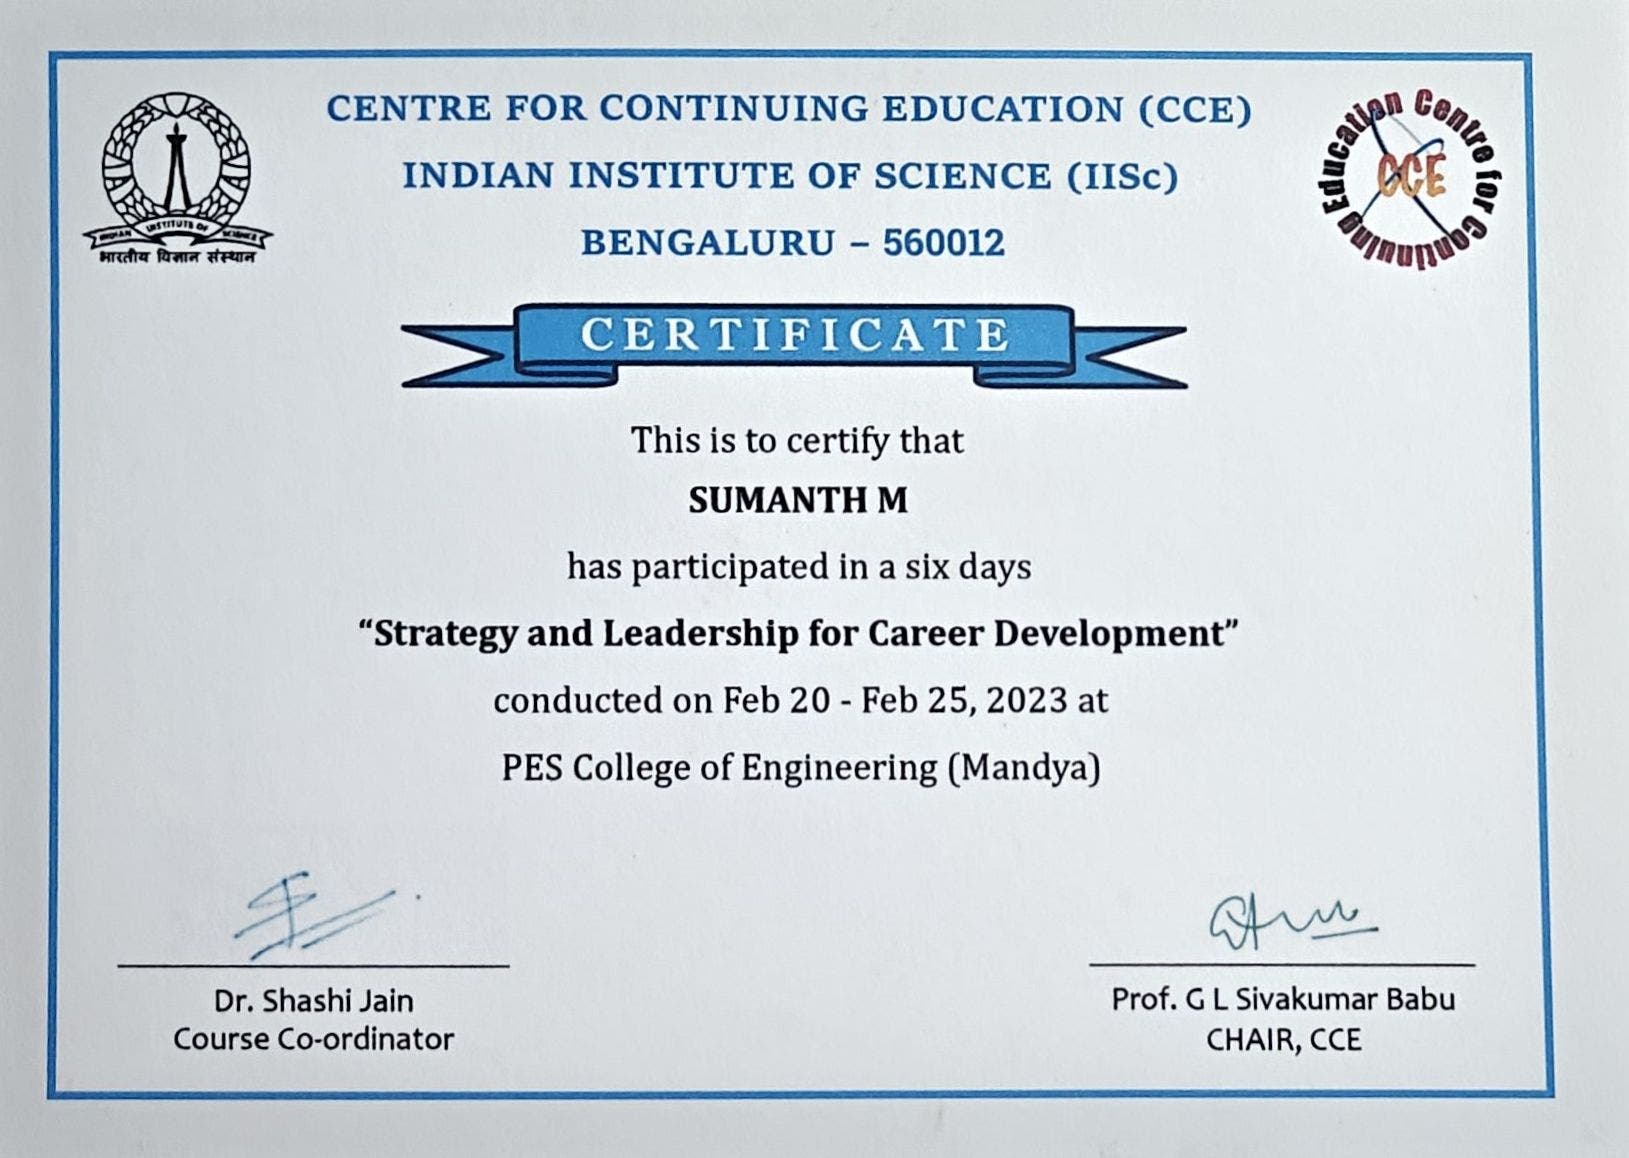 CENTRE FOR CONTINUING EDUCATION (CCE)
INDIAN INSTITUTE OF SCIENCE (IISc)
BENGALURU – 560012
INDIAN INSTITUTE OF SCIENCE
भारतीय विज्ञान संस्थान
Centre for Continuing Education
CCE
CERTIFICATE
This is to certify that
SUMANTH M
has participated in a six days
“Strategy and Leadership for Career Development”
conducted on Feb 20 - Feb 25, 2023 at
PES College of Engineering (Mandya)
Dr. Shashi Jain
Course Co-ordinator
Prof. G L Sivakumar Babu
CHAIR, CCE